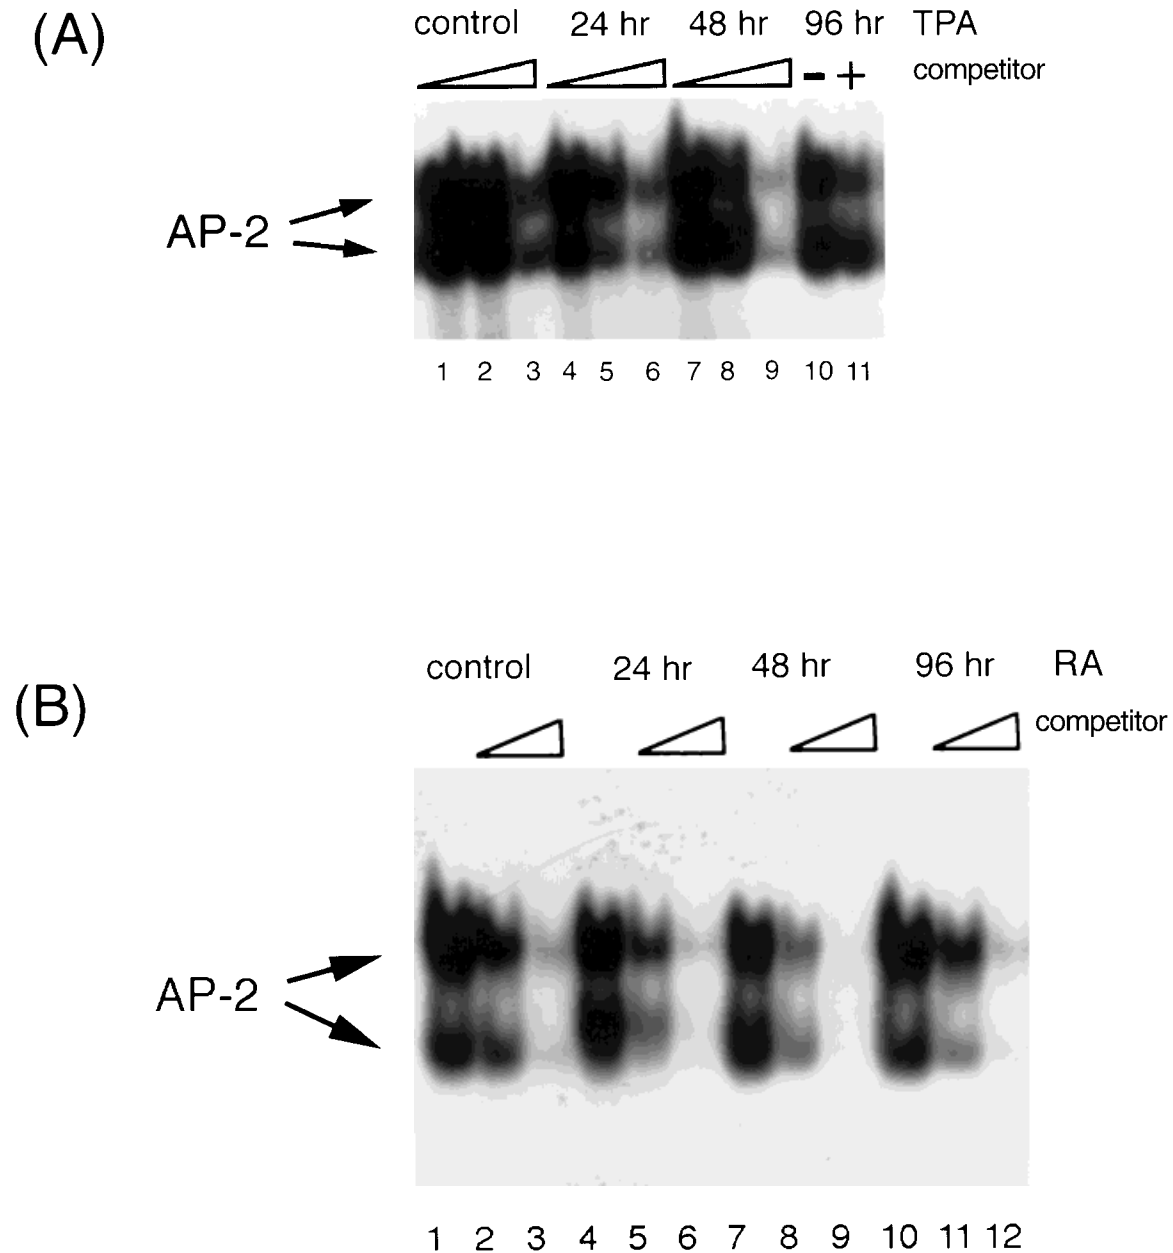 (A)
control 24 hr 48 hr 96 hr TPA
- + competitor
AP-2
1 2 3 4 5 6 7 8 9 10 11
(B)
control 24 hr 48 hr 96 hr RA
competitor
AP-2
1 2 3 4 5 6 7 8 9 10 11 12